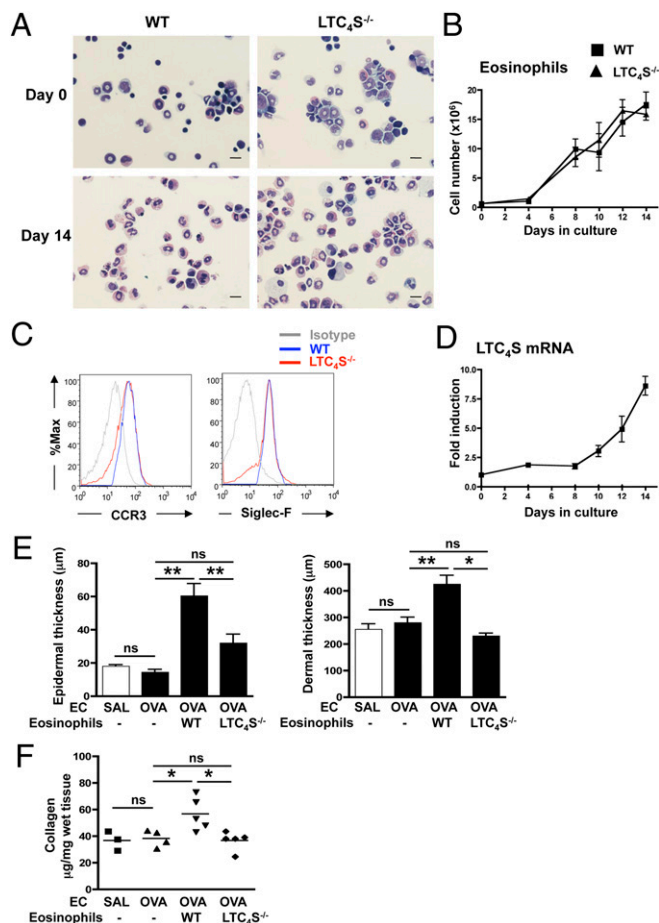 A
WT
LTC₄S⁻/⁻
Day 0
Day 14
B
WT
LTC₄S⁻/⁻
Eosinophils
Cell number (x10⁶)
25
20
15
10
5
0
0 2 4 6 8 10 12 14
Days in culture
C
Isotype
WT
LTC₄S⁻/⁻
%Max
100
80
60
40
20
0
10⁰ 10¹ 10² 10³ 10⁴
CCR3
100
80
60
40
20
0
10⁰ 10¹ 10² 10³ 10⁴
Siglec-F
D
LTC₄S mRNA
Fold induction
10.0
7.5
5.0
2.5
0
0 2 4 6 8 10 12 14
Days in culture
E
Epidermal thickness (μm)
80
60
40
20
0
ns
ns
** **
EC SAL OVA OVA OVA
Eosinophils - - WT LTC₄S⁻/⁻
Dermal thickness (μm)
500
400
300
200
100
0
ns
ns
** *
EC SAL OVA OVA OVA
Eosinophils - - WT LTC₄S⁻/⁻
F
Collagen
μg/mg wet tissue
100
80
60
40
20
0
ns
ns
* *
EC SAL OVA OVA OVA
Eosinophils - - WT LTC₄S⁻/⁻